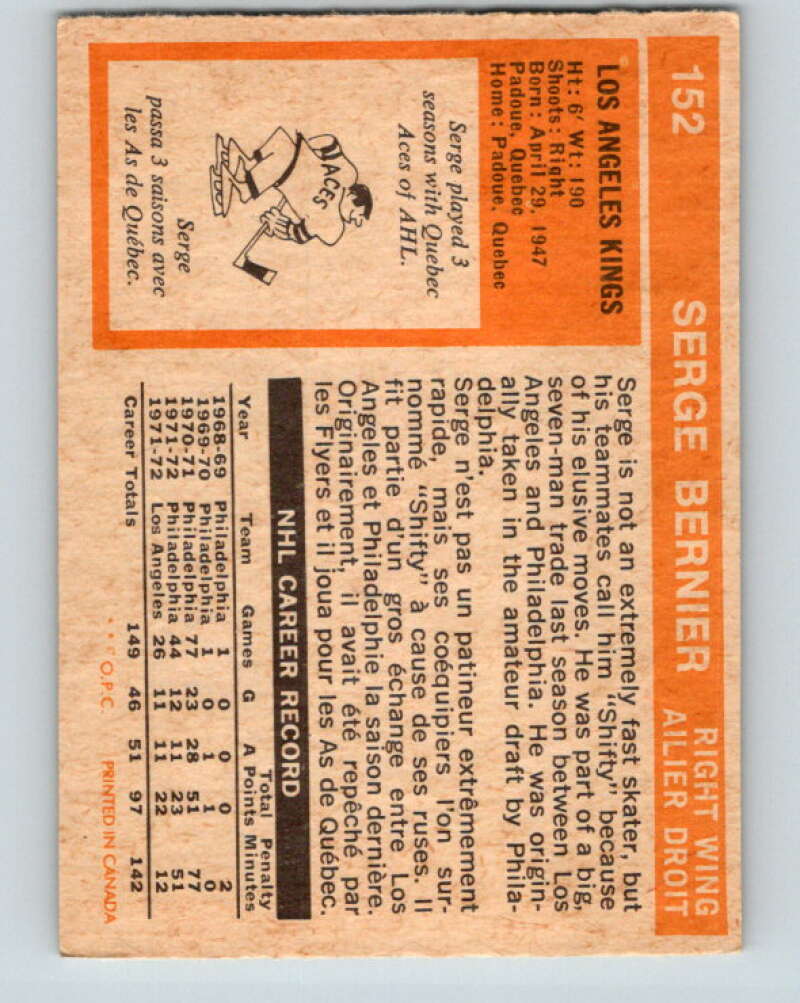 152
SERGE BERNIER
RIGHT WING
AILIER DROIT
LOS ANGELES KINGS
Ht: 6' Wt: 190
Shoots: Right
Born: April 29, 1947
Padoue, Quebec
Home: Padoue, Quebec
Serge played 3
seasons with Quebec
Aces of AHL.
ACES
Serge
passa 3 saisons avec
les As de Québec.
Serge is not an extremely fast skater, but
his teammates call him "Shifty" because
of his elusive moves. He was part of a big,
seven-man trade last season between Los
Angeles and Philadelphia. He was origin-
ally taken in the amateur draft by Phila-
delphia.
Serge n'est pas un patineur extrêmement
rapide, mais ses coéquipiers l'on sur-
nommé "Shifty" à cause de ses ruses. Il
fit partie d'un gros échange entre Los
Angeles et Philadelphie la saison dernière.
Originairement, il avait été repêché par
les Flyers et il joua pour les As de Québec.
NHL CAREER RECORD
Total Penalty
Year Team Games G A Points Minutes
1968-69 Philadelphia 1 0 0 0 2
1969-70 Philadelphia 1 0 1 1 0
1970-71 Philadelphia 77 23 28 51 77
1971-72 Philadelphia 44 12 11 23 51
1971-72 Los Angeles 26 11 11 22 12
Career Totals 149 46 51 97 142
* * O.P.C. PRINTED IN CANADA